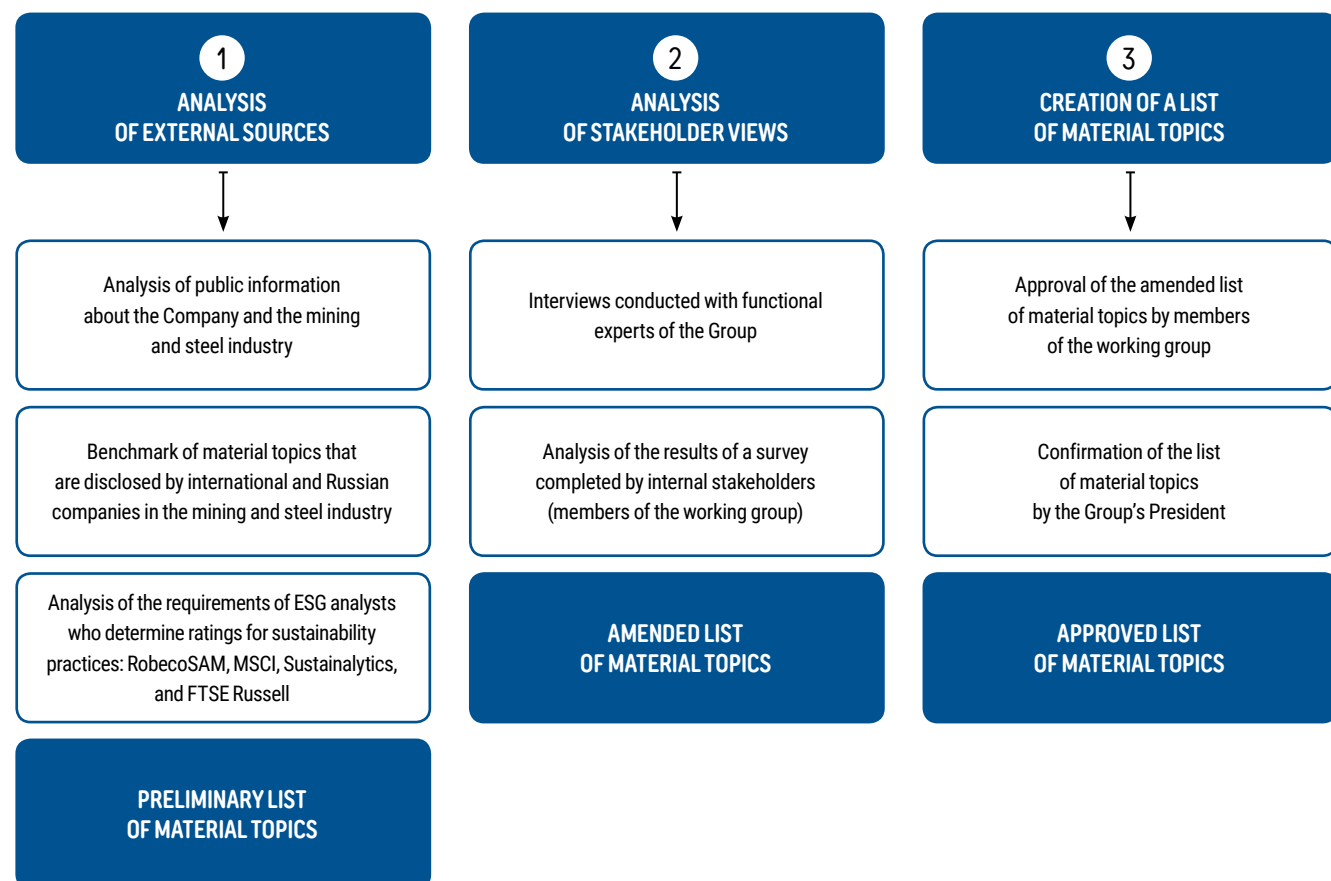 1
ANALYSIS
OF EXTERNAL SOURCES
Analysis of public information
about the Company and the mining
and steel industry
Benchmark of material topics that
are disclosed by international and Russian
companies in the mining and steel industry
Analysis of the requirements of ESG analysts
who determine ratings for sustainability
practices: RobecoSAM, MSCI, Sustainalytics,
and FTSE Russell
PRELIMINARY LIST
OF MATERIAL TOPICS
2
ANALYSIS
OF STAKEHOLDER VIEWS
Interviews conducted with functional
experts of the Group
Analysis of the results of a survey
completed by internal stakeholders
(members of the working group)
AMENDED LIST
OF MATERIAL TOPICS
3
CREATION OF A LIST
OF MATERIAL TOPICS
Approval of the amended list
of material topics by members
of the working group
Confirmation of the list
of material topics
by the Group's President
APPROVED LIST
OF MATERIAL TOPICS